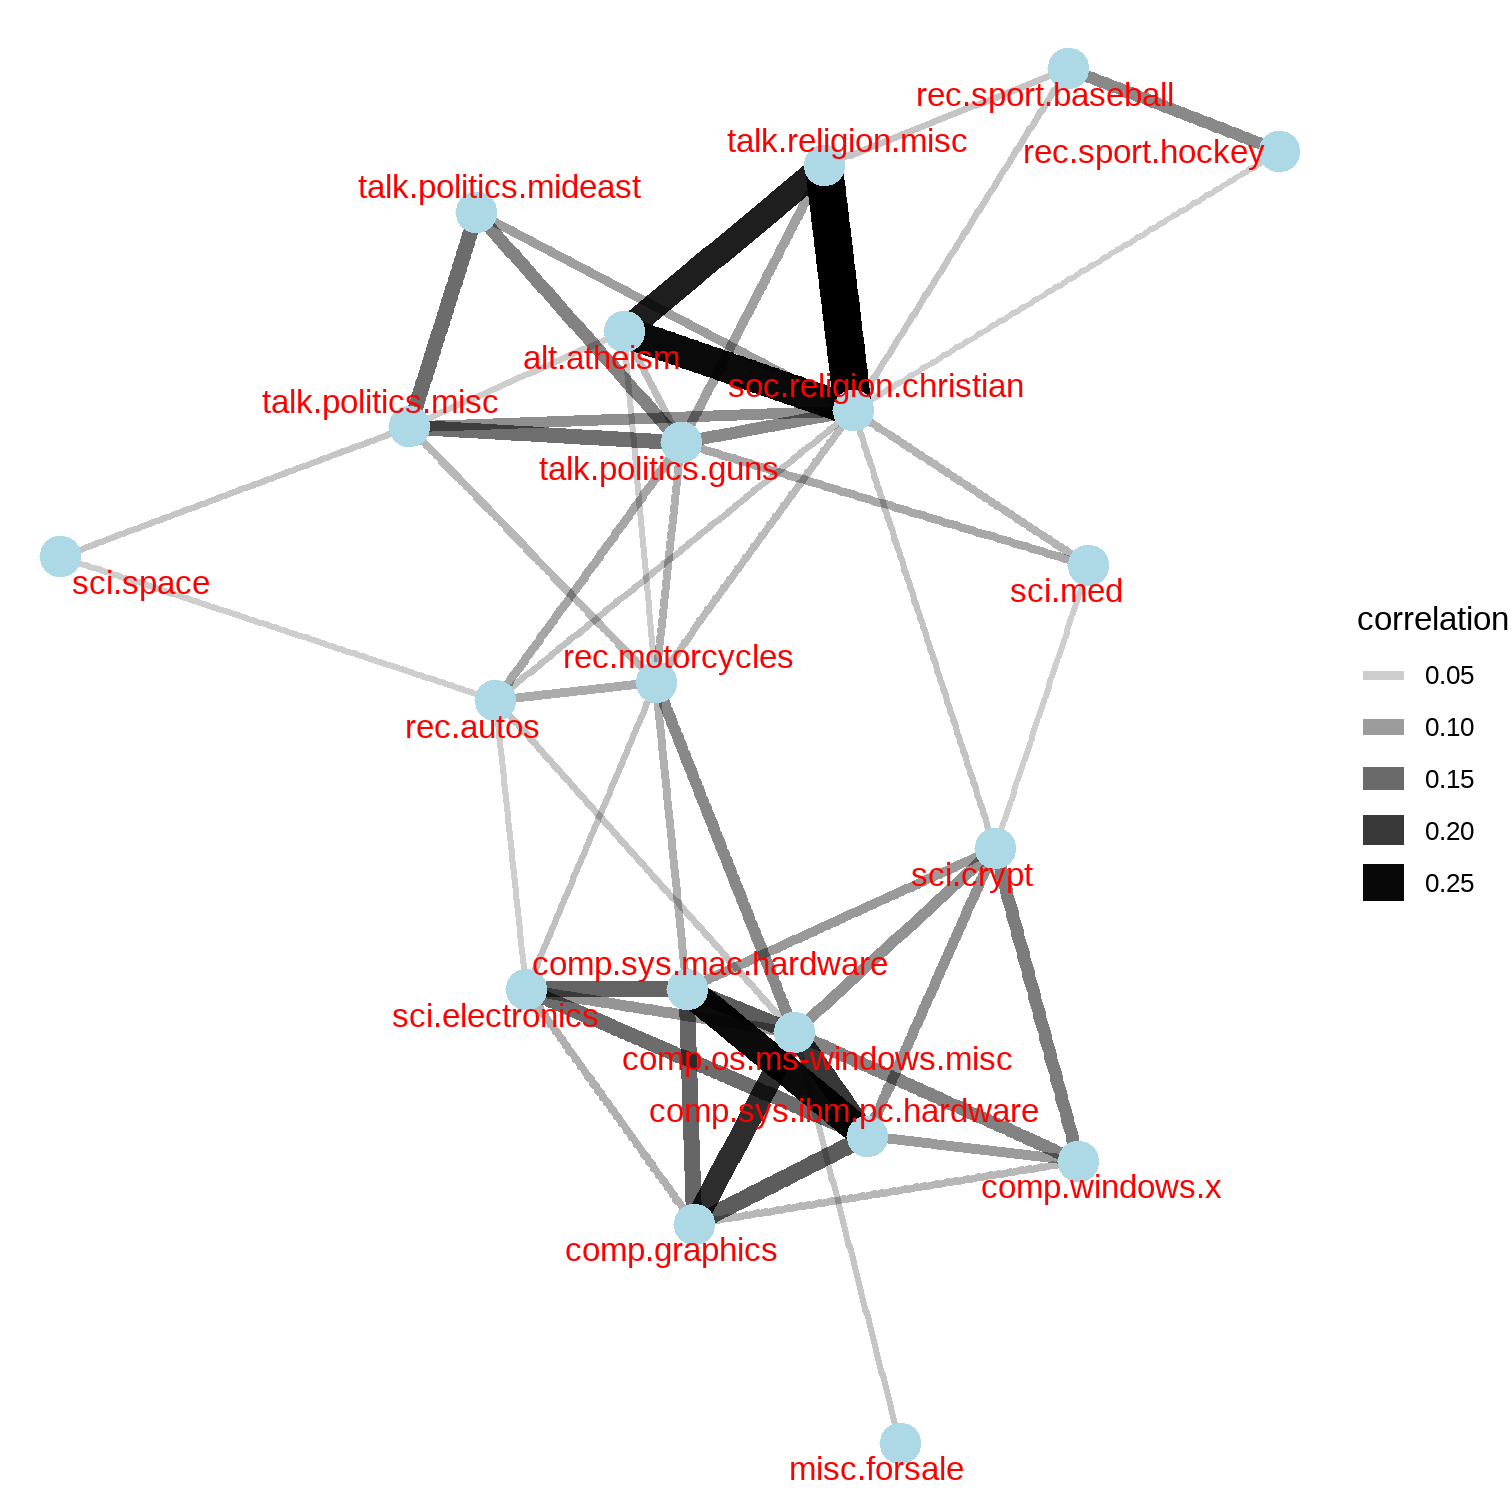 rec.sport.baseball
talk.religion.misc
rec.sport.hockey
talk.politics.mideast
alt.atheism
soc.religion.christian
talk.politics.misc
talk.politics.guns
sci.space
sci.med
correlation
0.05
0.10
0.15
0.20
0.25
rec.motorcycles
rec.autos
sci.crypt
comp.sys.mac.hardware
sci.electronics
comp.os.ms-windows.misc
comp.sys.ibm.pc.hardware
comp.windows.x
comp.graphics
misc.forsale